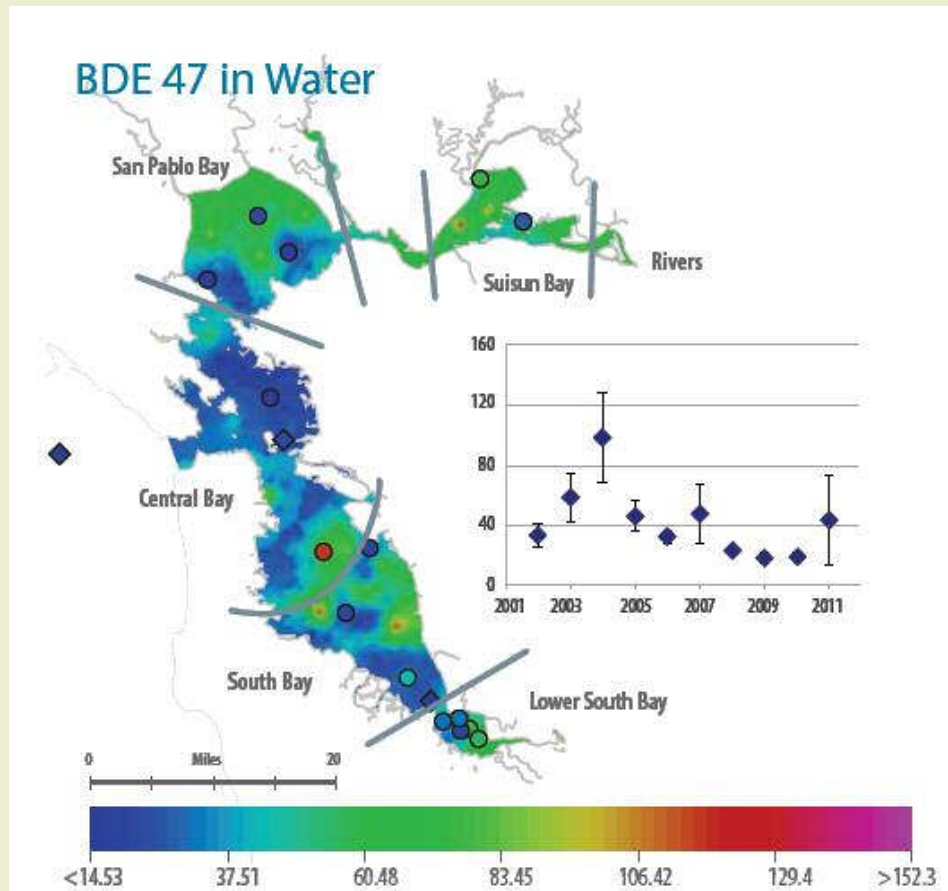 BDE 47 in Water
San Pablo Bay
Rivers
Suisun Bay
160
120
80
40
0
2001 2003 2005 2007 2009 2011
Central Bay
South Bay
Lower South Bay
0 Miles 20
<14.53 37.51 60.48 83.45 106.42 129.4 >152.3